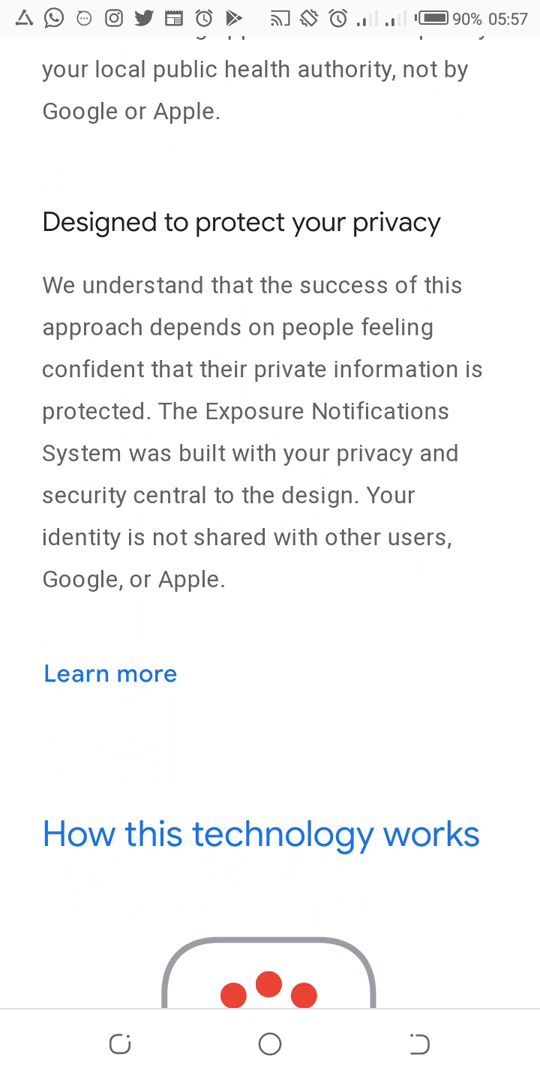 90% 05:57
your local public health authority, not by
Google or Apple.
Designed to protect your privacy
We understand that the success of this
approach depends on people feeling
confident that their private information is
protected. The Exposure Notifications
System was built with your privacy and
security central to the design. Your
identity is not shared with other users,
Google, or Apple.
Learn more
How this technology works